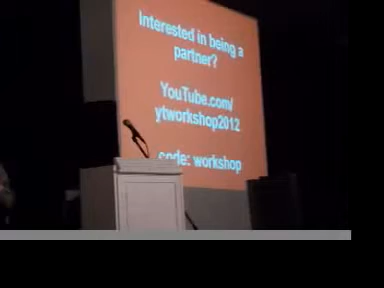 Interested in being a
partner?
YouTube.com/
ytworkshop2012
code: workshop